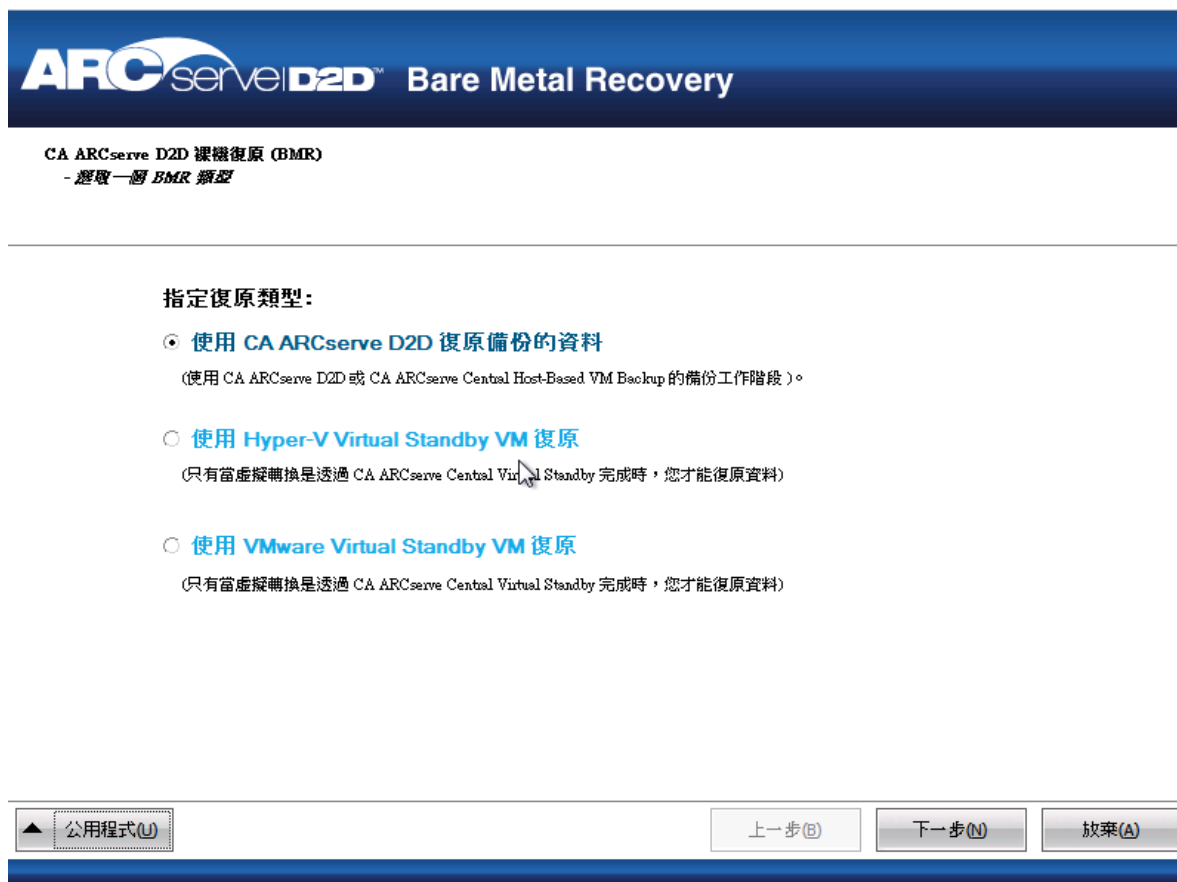 ARCserve D2D™ Bare Metal Recovery
CA ARCserve D2D 裸機復原 (BMR)
- 選取一個 BMR 類型
指定復原類型:
使用 CA ARCserve D2D 復原備份的資料
(使用 CA ARCserve D2D 或 CA ARCserve Central Host-Based VM Backup 的備份工作階段)。
使用 Hyper-V Virtual Standby VM 復原
(只有當虛擬轉換是透過 CA ARCserve Central Virtual Standby 完成時，您才能復原資料)
使用 VMware Virtual Standby VM 復原
(只有當虛擬轉換是透過 CA ARCserve Central Virtual Standby 完成時，您才能復原資料)
公用程式(U) 上一步(B) 下一步(N) 放棄(A)